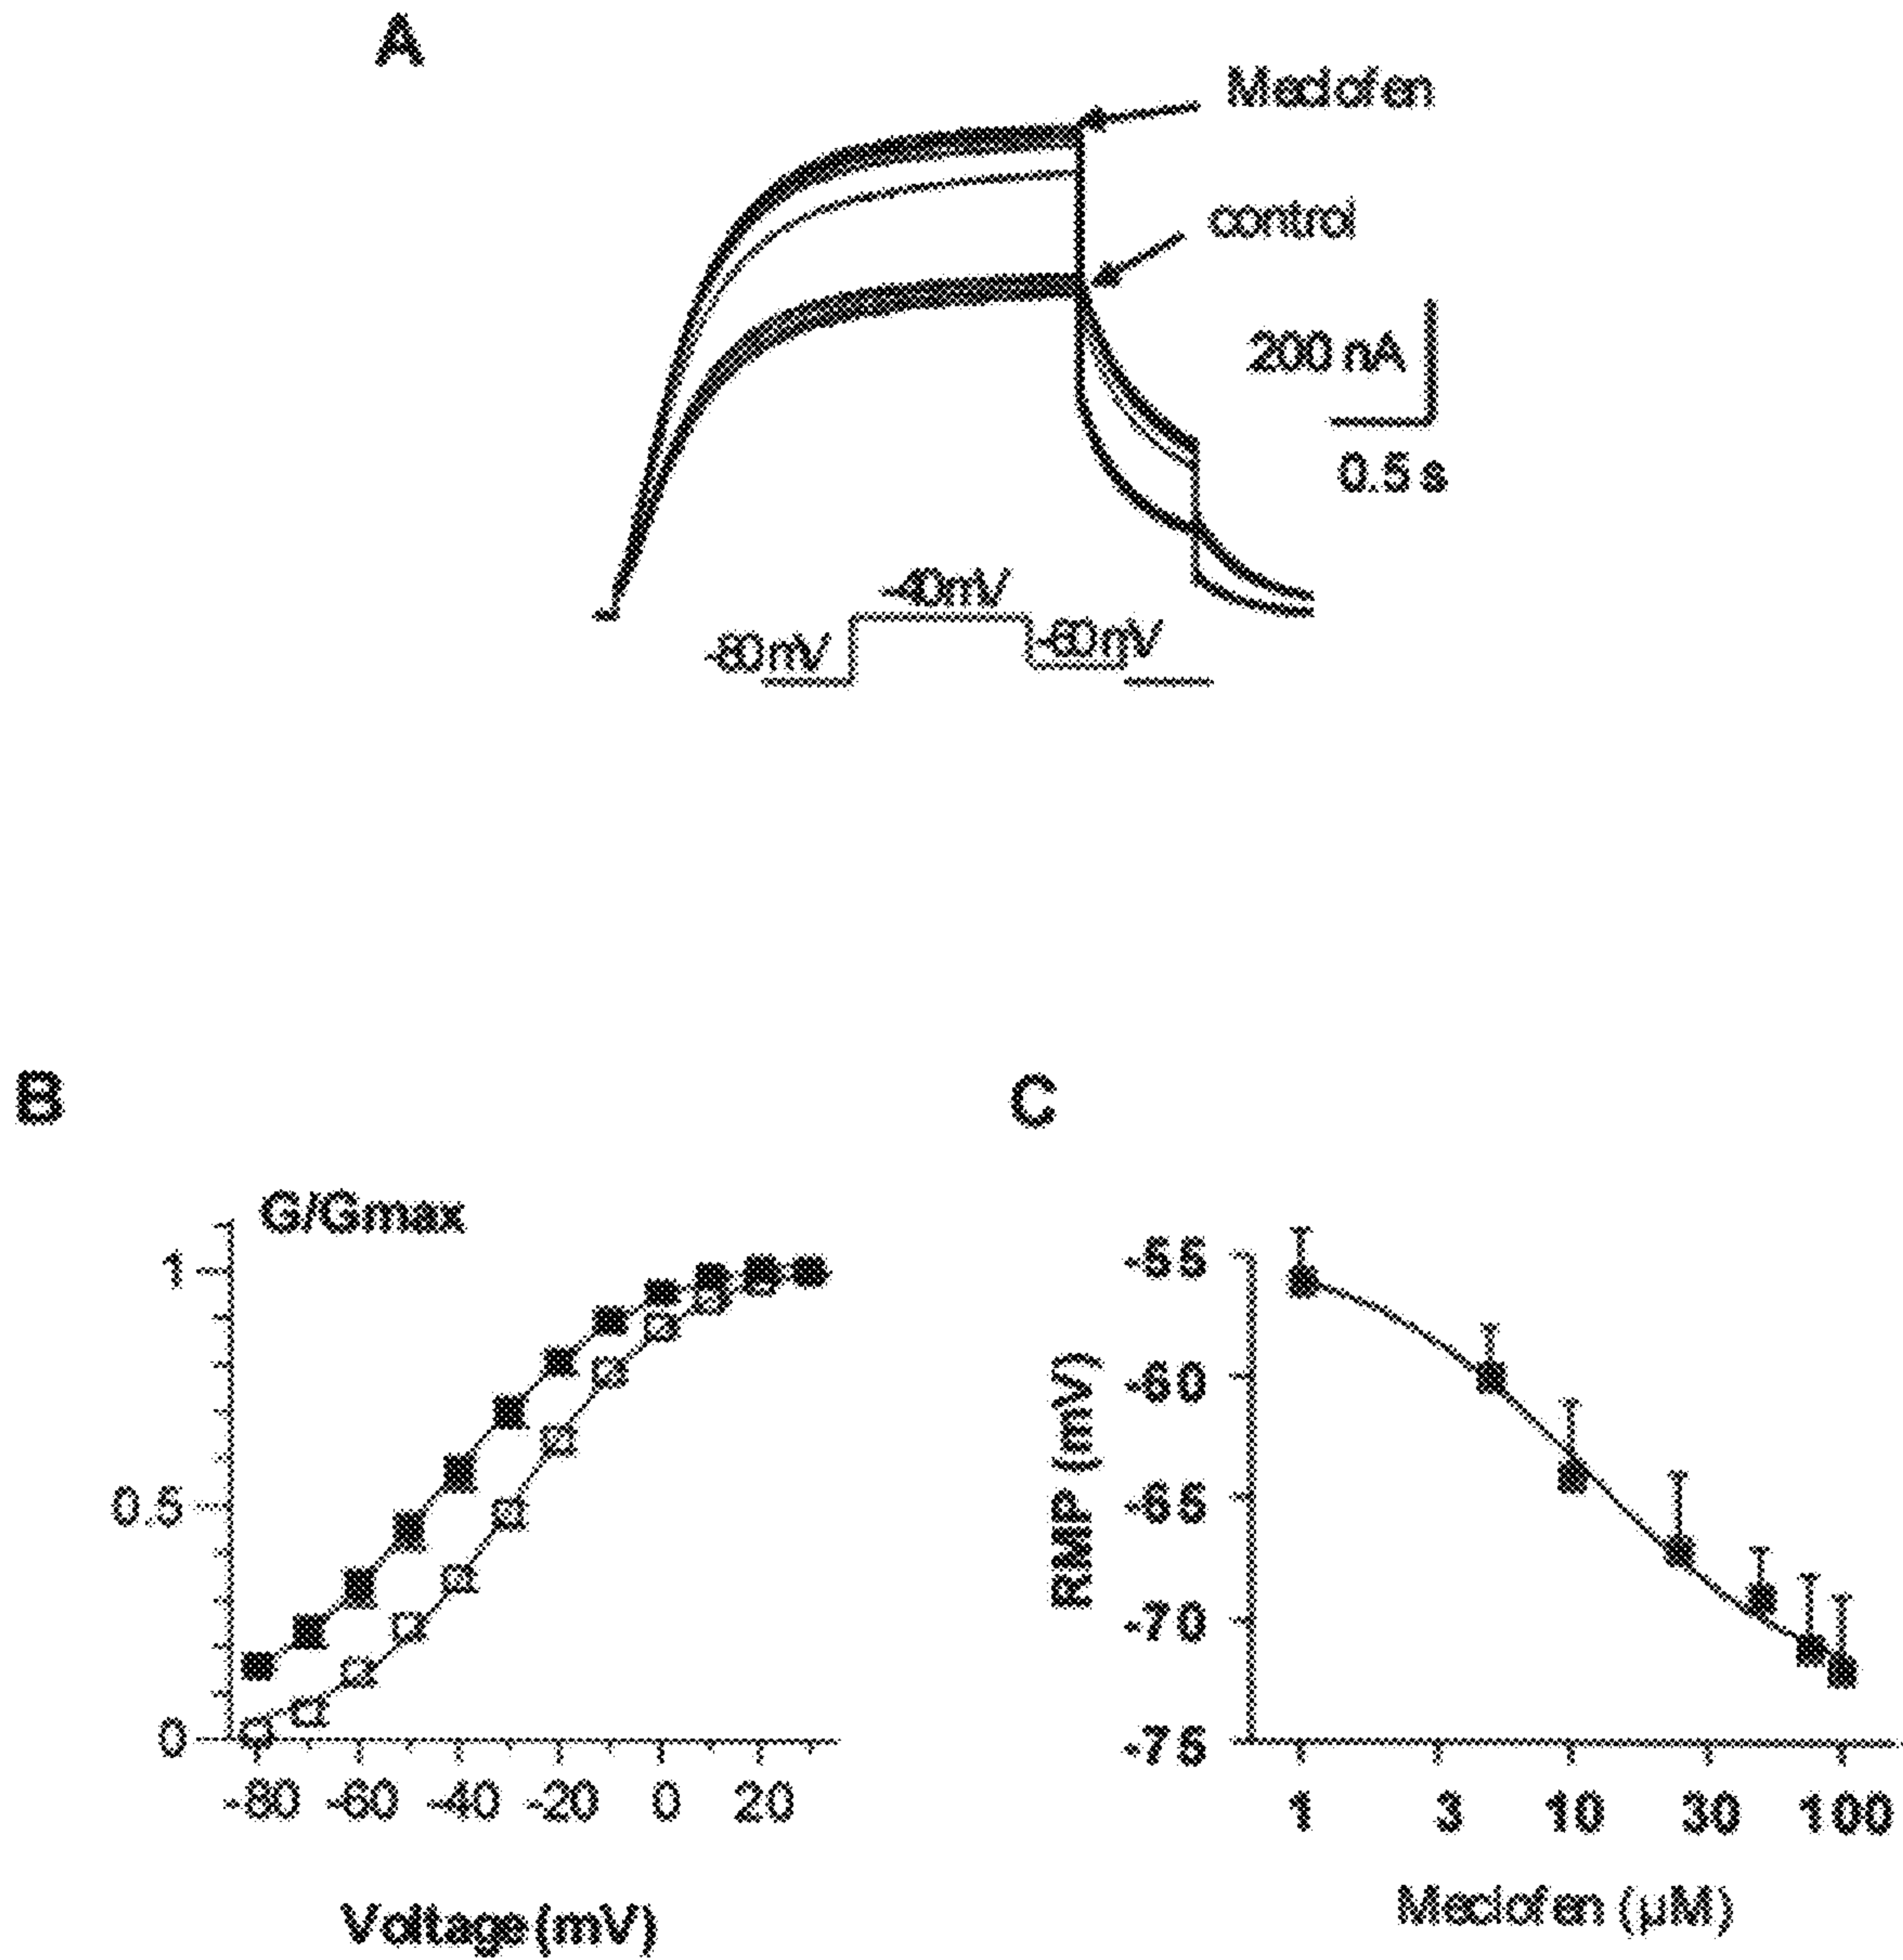 A
Meclofen
control
200 nA
0.5 s
-40mV
-80mV
-60mV
B
C
G/Gmax
1
0.5
0
-80 -60 -40 -20 0 20
Voltage (mV)
RMP (mV)
-55
-60
-65
-70
-75
1 3 10 30 100
Meclofen (µM)